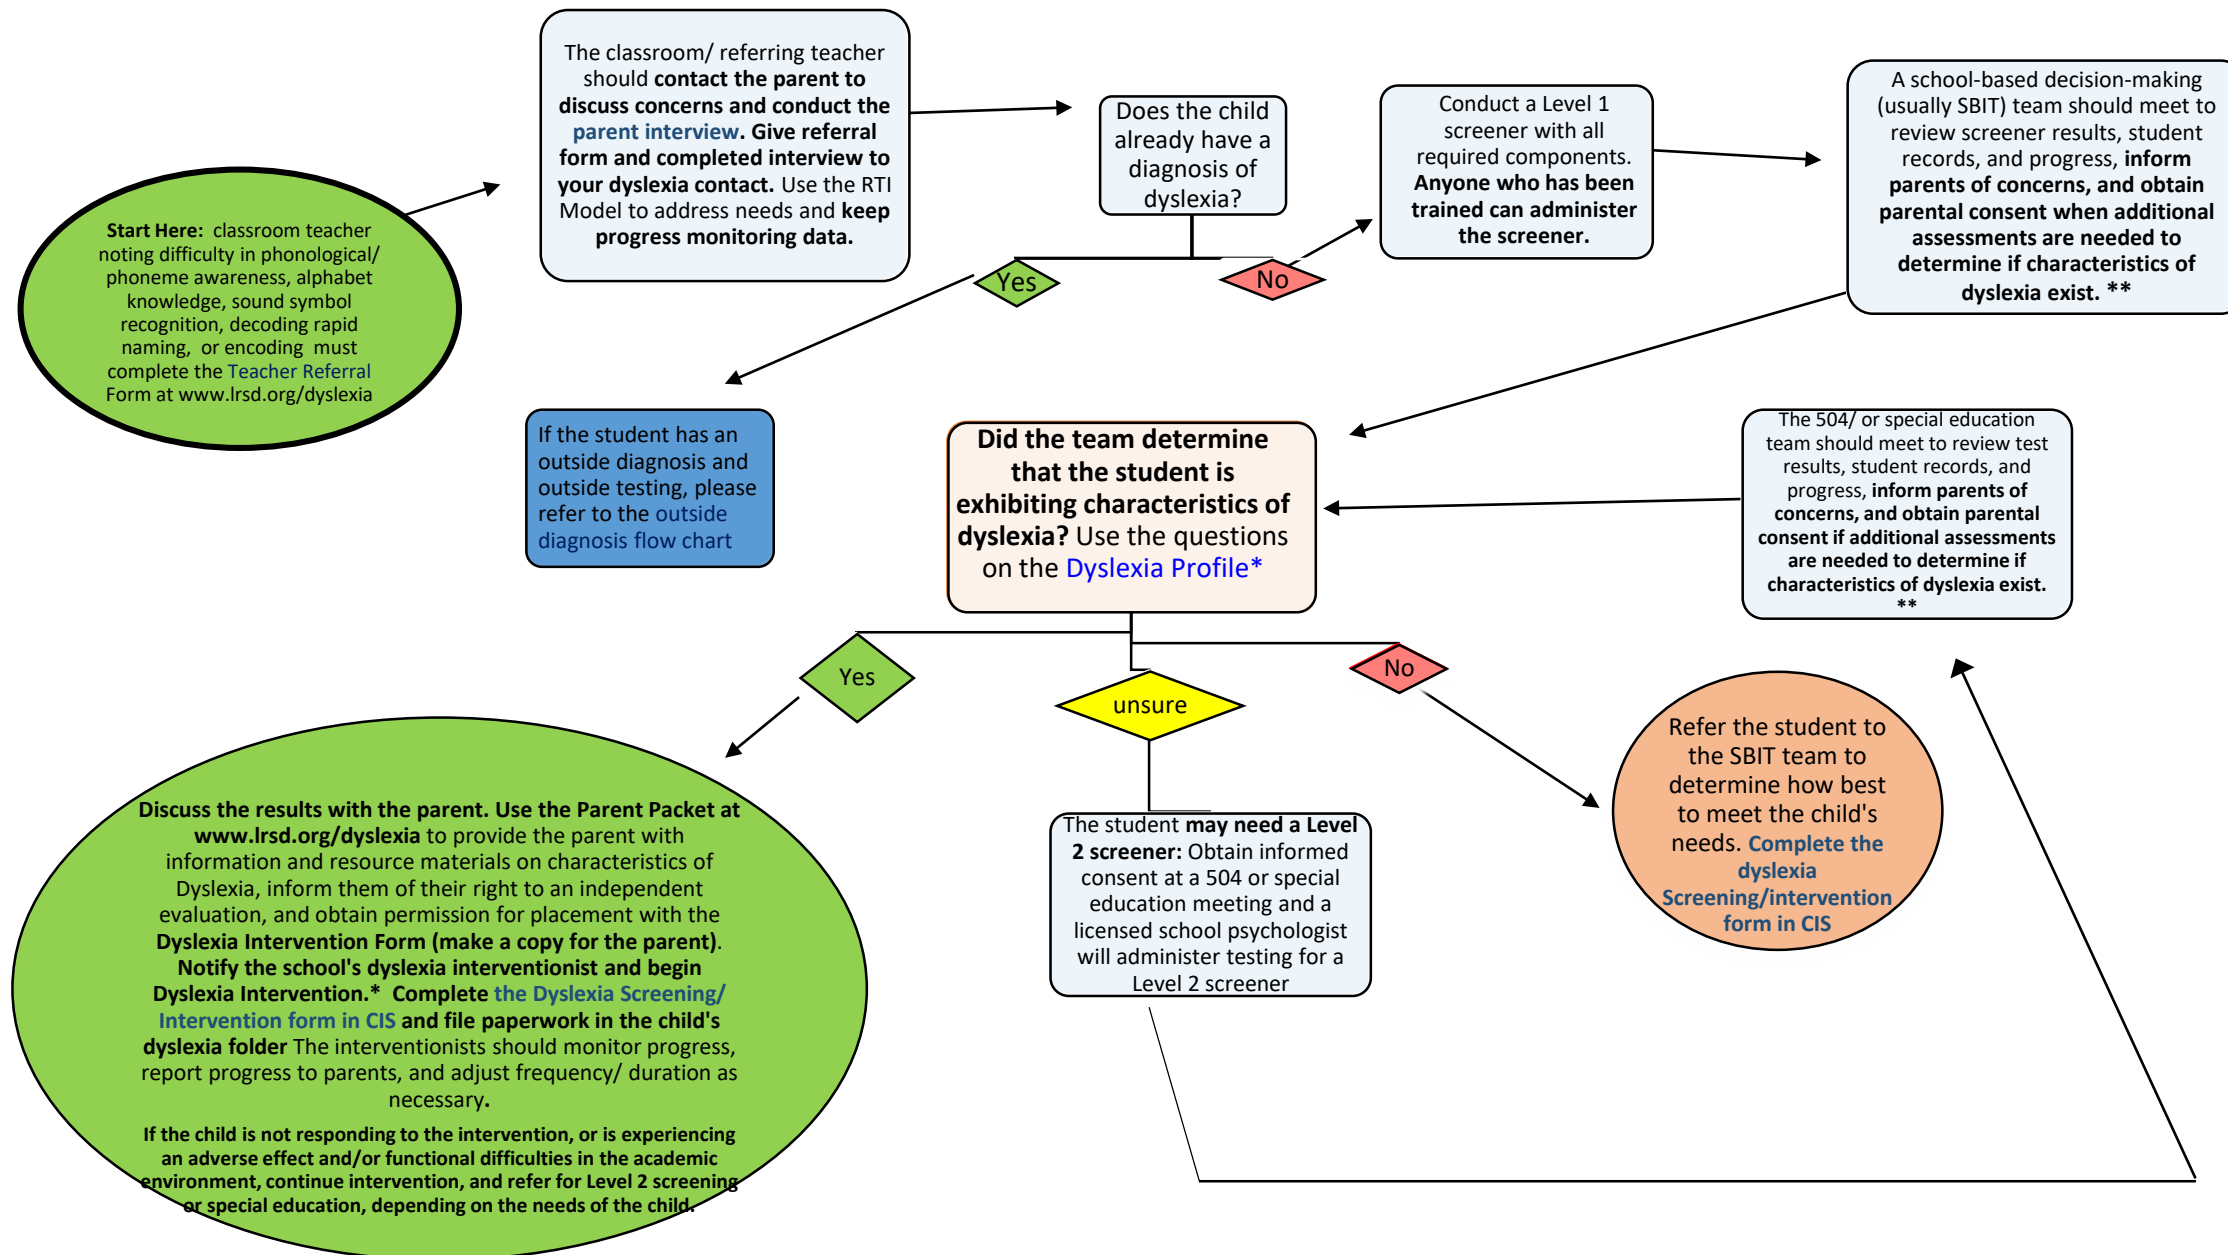 Start Here: classroom teacher
noting difficulty in phonological/
phoneme awareness, alphabet
knowledge, sound symbol
recognition, decoding rapid
naming, or encoding must
complete the Teacher Referral
Form at www.lrsd.org/dyslexia
The classroom/ referring teacher
should contact the parent to
discuss concerns and conduct the
parent interview. Give referral
form and completed interview to
your dyslexia contact. Use the RTI
Model to address needs and keep
progress monitoring data.
Does the child
already have a
diagnosis of
dyslexia?
Yes
No
Conduct a Level 1
screener with all
required components.
Anyone who has been
trained can administer
the screener.
A school-based decision-making
(usually SBIT) team should meet to
review screener results, student
records, and progress, inform
parents of concerns, and obtain
parental consent when additional
assessments are needed to
determine if characteristics of
dyslexia exist. **
If the student has an
outside diagnosis and
outside testing, please
refer to the outside
diagnosis flow chart
Did the team determine
that the student is
exhibiting characteristics of
dyslexia? Use the questions
on the Dyslexia Profile*
The 504/ or special education
team should meet to review test
results, student records, and
progress, inform parents of
concerns, and obtain parental
consent if additional assessments
are needed to determine if
characteristics of dyslexia exist.
**
Yes
unsure
No
Discuss the results with the parent. Use the Parent Packet at
www.lrsd.org/dyslexia to provide the parent with
information and resource materials on characteristics of
Dyslexia, inform them of their right to an independent
evaluation, and obtain permission for placement with the
Dyslexia Intervention Form (make a copy for the parent).
Notify the school's dyslexia interventionist and begin
Dyslexia Intervention.* Complete the Dyslexia Screening/
Intervention form in CIS and file paperwork in the child's
dyslexia folder The interventionists should monitor progress,
report progress to parents, and adjust frequency/ duration as
necessary.
If the child is not responding to the intervention, or is experiencing
an adverse effect and/or functional difficulties in the academic
environment, continue intervention, and refer for Level 2 screening
or special education, depending on the needs of the child.
The student may need a Level
2 screener: Obtain informed
consent at a 504 or special
education meeting and a
licensed school psychologist
will administer testing for a
Level 2 screener
Refer the student to
the SBIT team to
determine how best
to meet the child's
needs. Complete the
dyslexia
Screening/intervention
form in CIS